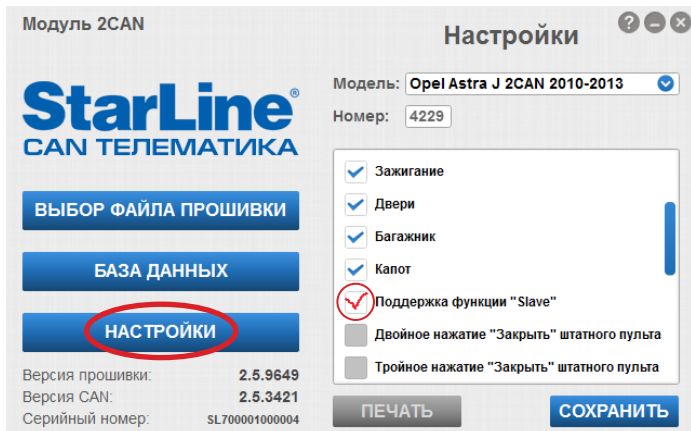 Модуль 2CAN
Настройки
StarLine®
CAN ТЕЛЕМАТИКА
ВЫБОР ФАЙЛА ПРОШИВКИ
БАЗА ДАННЫХ
НАСТРОЙКИ
Версия прошивки: 2.5.9649
Версия CAN: 2.5.3421
Серийный номер: SL700001000004
Модель: Opel Astra J 2CAN 2010-2013
Номер: 4229
Зажигание
Двери
Багажник
Капот
Поддержка функции "Slave"
Двойное нажатие "Закрыть" штатного пульта
Тройное нажатие "Закрыть" штатного пульта
ПЕЧАТЬ
СОХРАНИТЬ